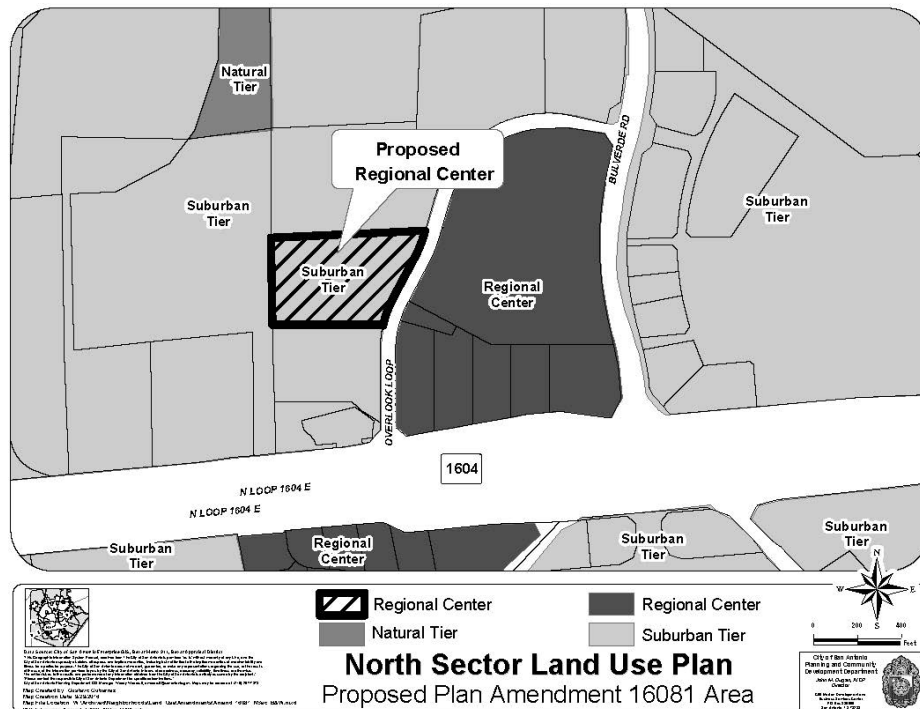 Natural
Tier
Proposed
Regional Center
BULVERDE RD
Suburban
Tier
Suburban
Tier
Suburban
Tier
Regional
Center
OVERLOOK LOOP
1604
N LOOP 1604 E
N LOOP 1604 E
Suburban
Tier
Regional
Center
Suburban
Tier
Suburban
Tier
N
W E
S
Regional Center
Regional Center
Natural Tier
Suburban Tier
0 200 400
Feet
North Sector Land Use Plan
Proposed Plan Amendment 16081 Area
City of San Antonio
Planning and Community
Development Department